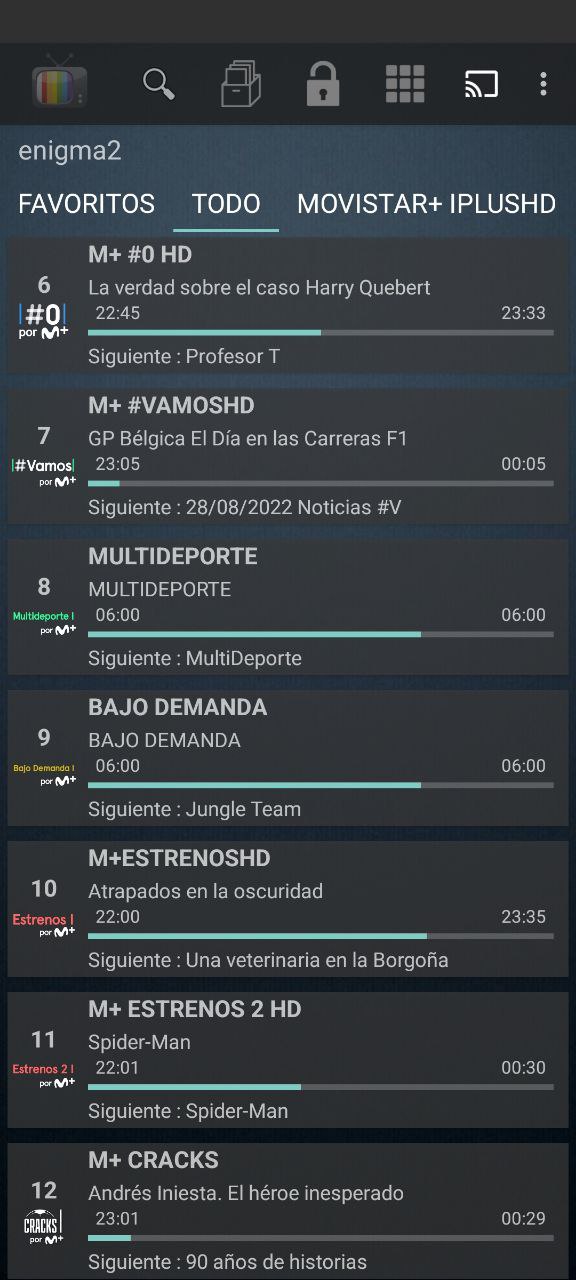 enigma2
FAVORITOS TODO MOVISTAR+ IPLUSHD
M+ #0 HD
6
La verdad sobre el caso Harry Quebert
#0
por M+
22:45 23:33
Siguiente : Profesor T
M+ #VAMOSHD
7
GP Bélgica El Día en las Carreras F1
#Vamos
por M+
23:05 00:05
Siguiente : 28/08/2022 Noticias #V
MULTIDEPORTE
8
MULTIDEPORTE
Multideporte
por M+
06:00 06:00
Siguiente : MultiDeporte
BAJO DEMANDA
9
BAJO DEMANDA
Bajo Demanda
por M+
06:00 06:00
Siguiente : Jungle Team
M+ESTRENOSHD
10
Atrapados en la oscuridad
Estrenos
por M+
22:00 23:35
Siguiente : Una veterinaria en la Borgoña
M+ ESTRENOS 2 HD
11
Spider-Man
Estrenos 2
por M+
22:01 00:30
Siguiente : Spider-Man
M+ CRACKS
12
Andrés Iniesta. El héroe inesperado
CRACKS
por M+
23:01 00:29
Siguiente : 90 años de historias